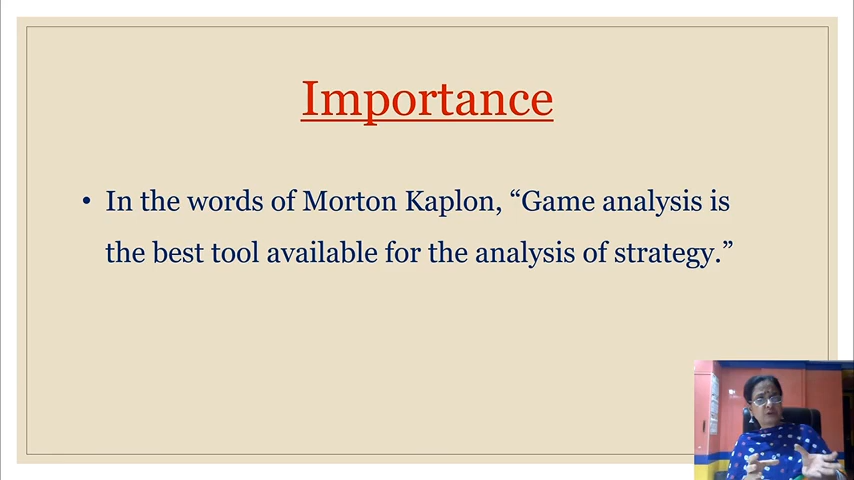 Importance
• In the words of Morton Kaplon, “Game analysis is
the best tool available for the analysis of strategy.”